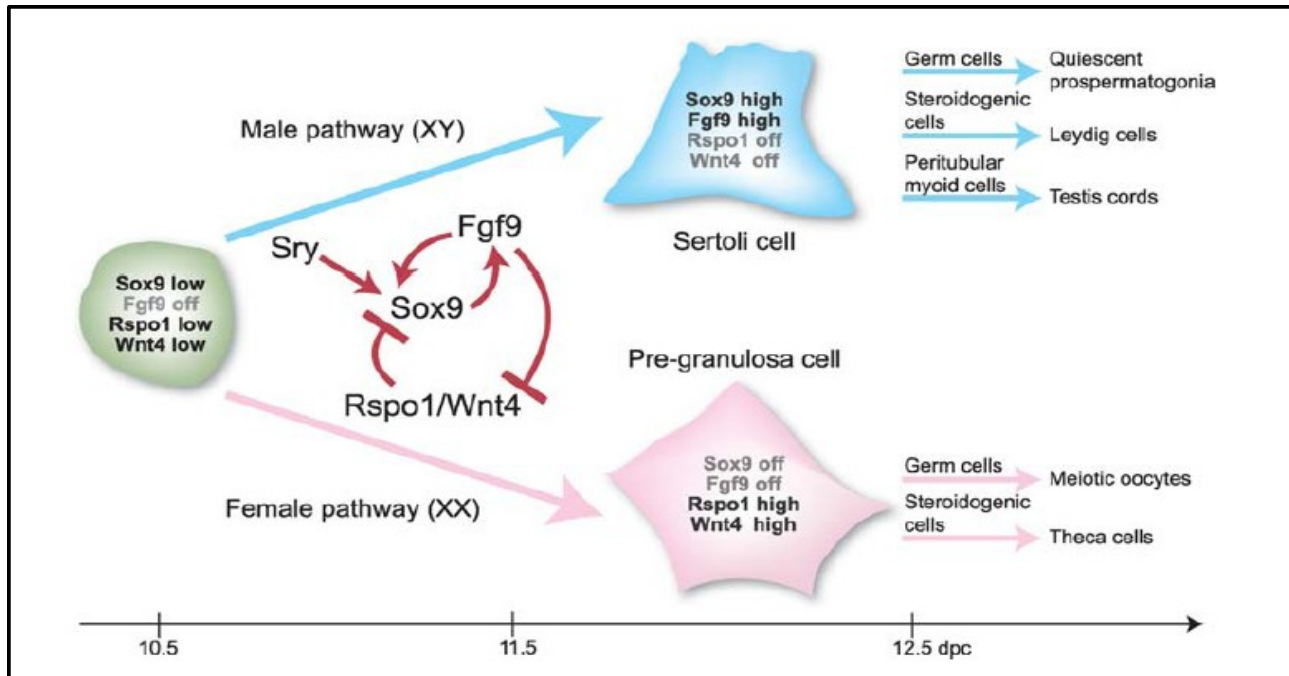 Male pathway (XY)
Sox9 high
Fgf9 high
Rspo1 off
Wnt4 off
Sertoli cell
Germ cells
Quiescent
prospermatogonia
Steroidogenic
cells
Leydig cells
Peritubular
myoid cells
Testis cords
Sox9 low
Fgf9 off
Rspo1 low
Wnt4 low
Sry
Fgf9
Sox9
Rspo1/Wnt4
Female pathway (XX)
Pre-granulosa cell
Sox9 off
Fgf9 off
Rspo1 high
Wnt4 high
Germ cells
Meiotic oocytes
Steroidogenic
cells
Theca cells
10.5
11.5
12.5 dpc